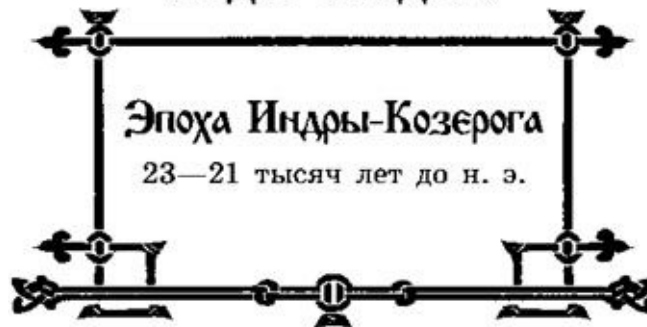 Эпоха Индры-Козерога
23—21 тысяч лет до н. э.